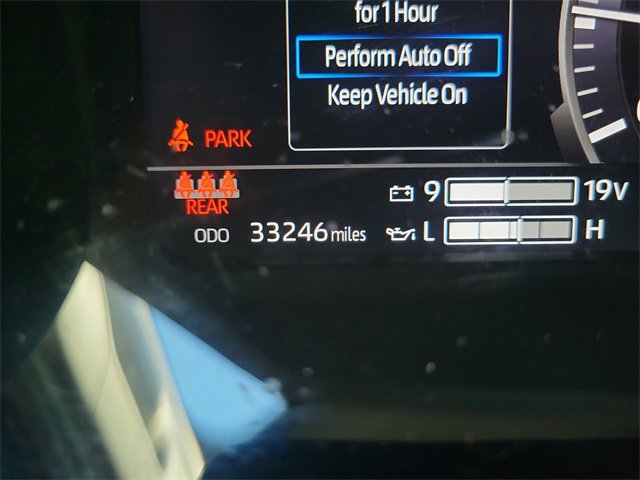 for 1 Hour
Perform Auto Off
Keep Vehicle On
PARK
9 19V
REAR
ODO 33246 miles L H